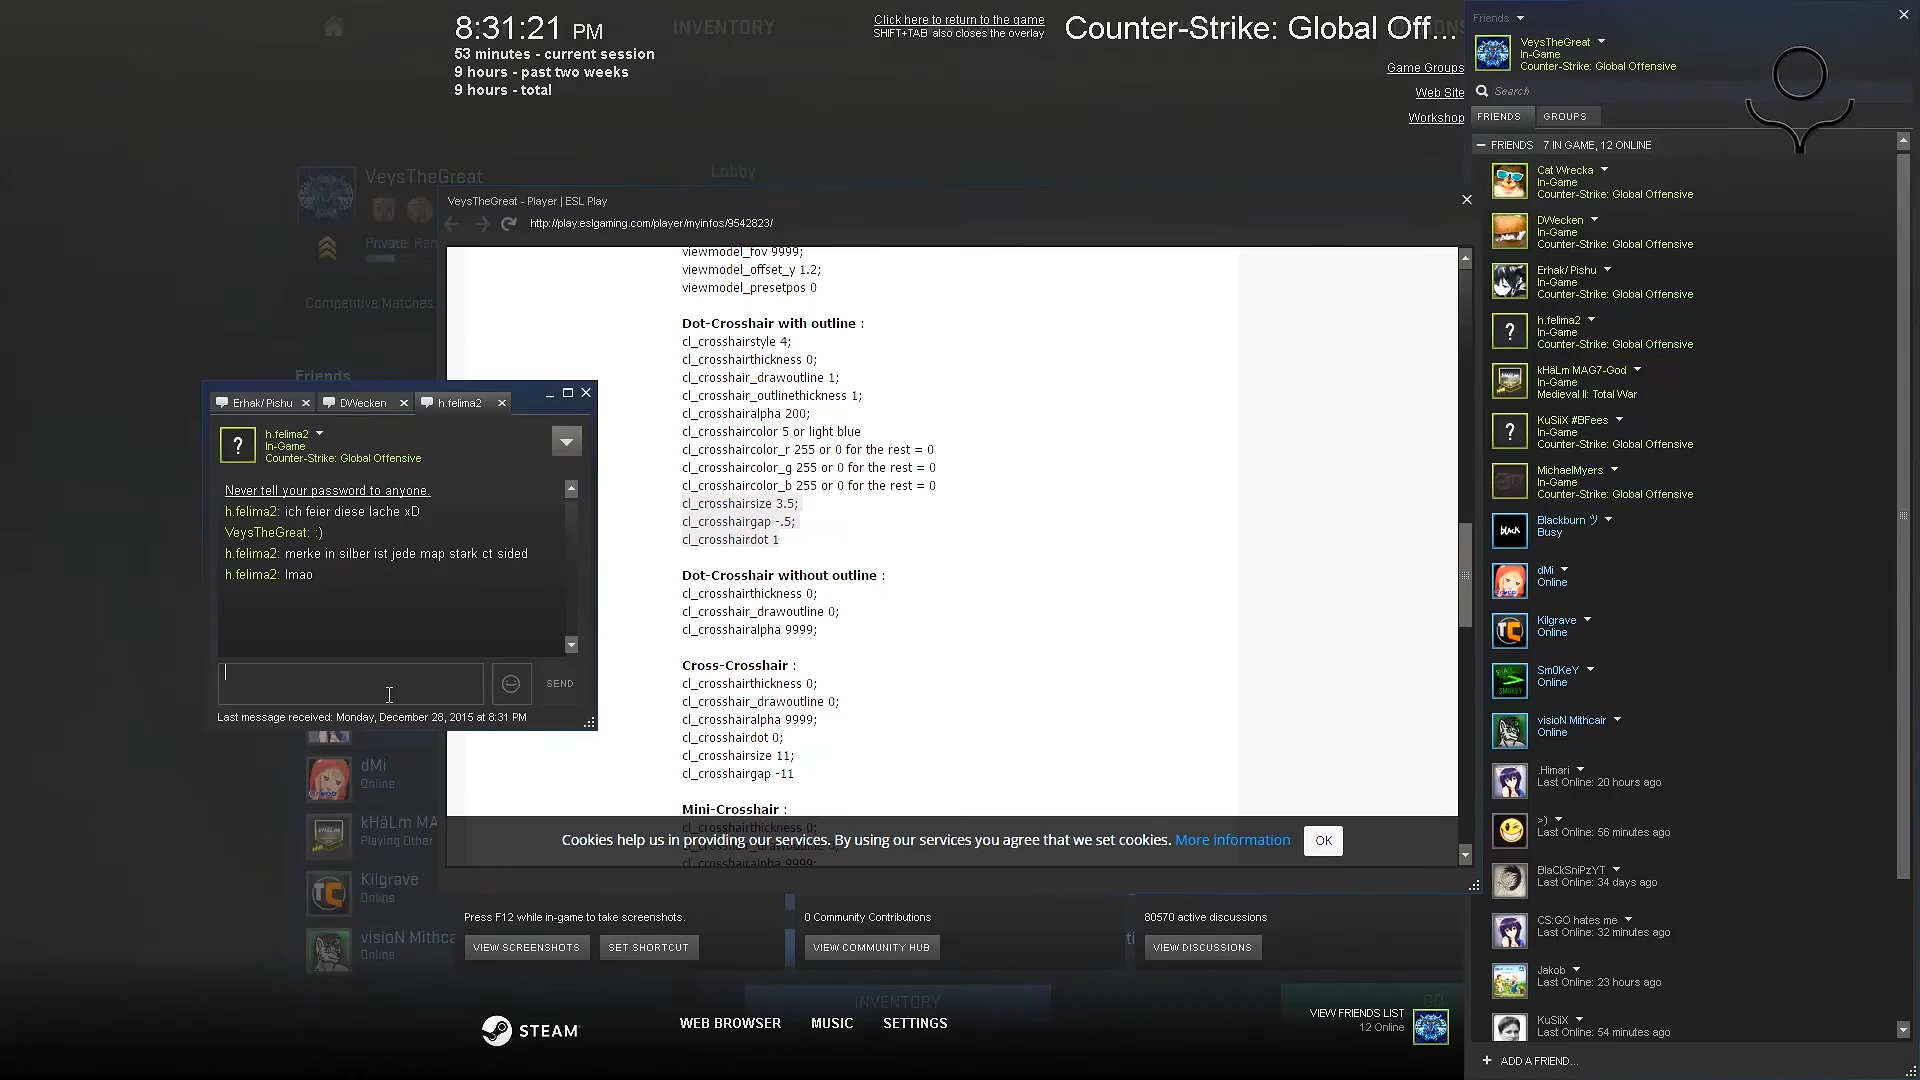 8:31:21 PM
53 minutes - current session
9 hours - past two weeks
9 hours - total
INVENTORY
Click here to return to the game
SHIFT+TAB also closes the overlay
Counter-Strike: Global Off...
Game Groups
Web Site
Workshop
VeysTheGreat
Lobby
Private Ran
Competitive Matches
Friends
VeysTheGreat - Player | ESL Play
http://play.eslgaming.com/player/myinfos/9542823/
viewmodel_fov 9999;
viewmodel_offset_y 1.2;
viewmodel_presetpos 0
Dot-Crosshair with outline :
cl_crosshairstyle 4;
cl_crosshairthickness 0;
cl_crosshair_drawoutline 1;
cl_crosshair_outlinethickness 1;
cl_crosshairalpha 200;
cl_crosshaircolor 5 or light blue
cl_crosshaircolor_r 255 or 0 for the rest = 0
cl_crosshaircolor_g 255 or 0 for the rest = 0
cl_crosshaircolor_b 255 or 0 for the rest = 0
cl_crosshairsize 3.5;
cl_crosshairgap -.5;
cl_crosshairdot 1
Dot-Crosshair without outline :
cl_crosshairthickness 0;
cl_crosshair_drawoutline 0;
cl_crosshairalpha 9999;
Cross-Crosshair :
cl_crosshairthickness 0;
cl_crosshair_drawoutline 0;
cl_crosshairalpha 9999;
cl_crosshairdot 0;
cl_crosshairsize 11;
cl_crosshairgap -11
Mini-Crosshair :
cl_crosshairthickness 0;
cl_crosshair_drawoutline 0;
cl_crosshairalpha 9999;
Cookies help us in providing our services. By using our services you agree that we set cookies. More information OK
Erhak/ Pishu
DWecken
h.felima2
h.felima2
In-Game
Counter-Strike: Global Offensive
Never tell your password to anyone.
h.felima2: ich feier diese lache xD
VeysTheGreat: :)
h.felima2: merke in silber ist jede map stark ct sided
h.felima2: lmao
SEND
Last message received: Monday, December 28, 2015 at 8:31 PM
dMi
Online
kHäLm MA
Playing Other
Kilgrave
Online
visioN Mithca
Online
Press F12 while in-game to take screenshots.
VIEW SCREENSHOTS
SET SHORTCUT
0 Community Contributions
VIEW COMMUNITY HUB
80570 active discussions
VIEW DISCUSSIONS
INVENTORY
GO
STEAM
WEB BROWSER
MUSIC
SETTINGS
VIEW FRIENDS LIST
12 Online
Friends
VeysTheGreat
In-Game
Counter-Strike: Global Offensive
Search
FRIENDS
GROUPS
FRIENDS 7 IN GAME, 12 ONLINE
Cat Wrecka
In-Game
Counter-Strike: Global Offensive
DWecken
In-Game
Counter-Strike: Global Offensive
Erhak/ Pishu
In-Game
Counter-Strike: Global Offensive
h.felima2
In-Game
Counter-Strike: Global Offensive
kHäLm MAG7-God
In-Game
Medieval II: Total War
KuSiiX #BFees
In-Game
Counter-Strike: Global Offensive
MichaelMyers
In-Game
Counter-Strike: Global Offensive
black
Blackburn ツ
Busy
dMi
Online
Kilgrave
Online
SMOKEY
Sm0KeY
Online
visioN Mithcair
Online
.Himari
Last Online: 20 hours ago
>)
Last Online: 56 minutes ago
BlaCkSniPzYT
Last Online: 34 days ago
CS:GO hates me
Last Online: 32 minutes ago
Jakob
Last Online: 23 hours ago
KuSiiX
Last Online: 54 minutes ago
+ ADD A FRIEND...